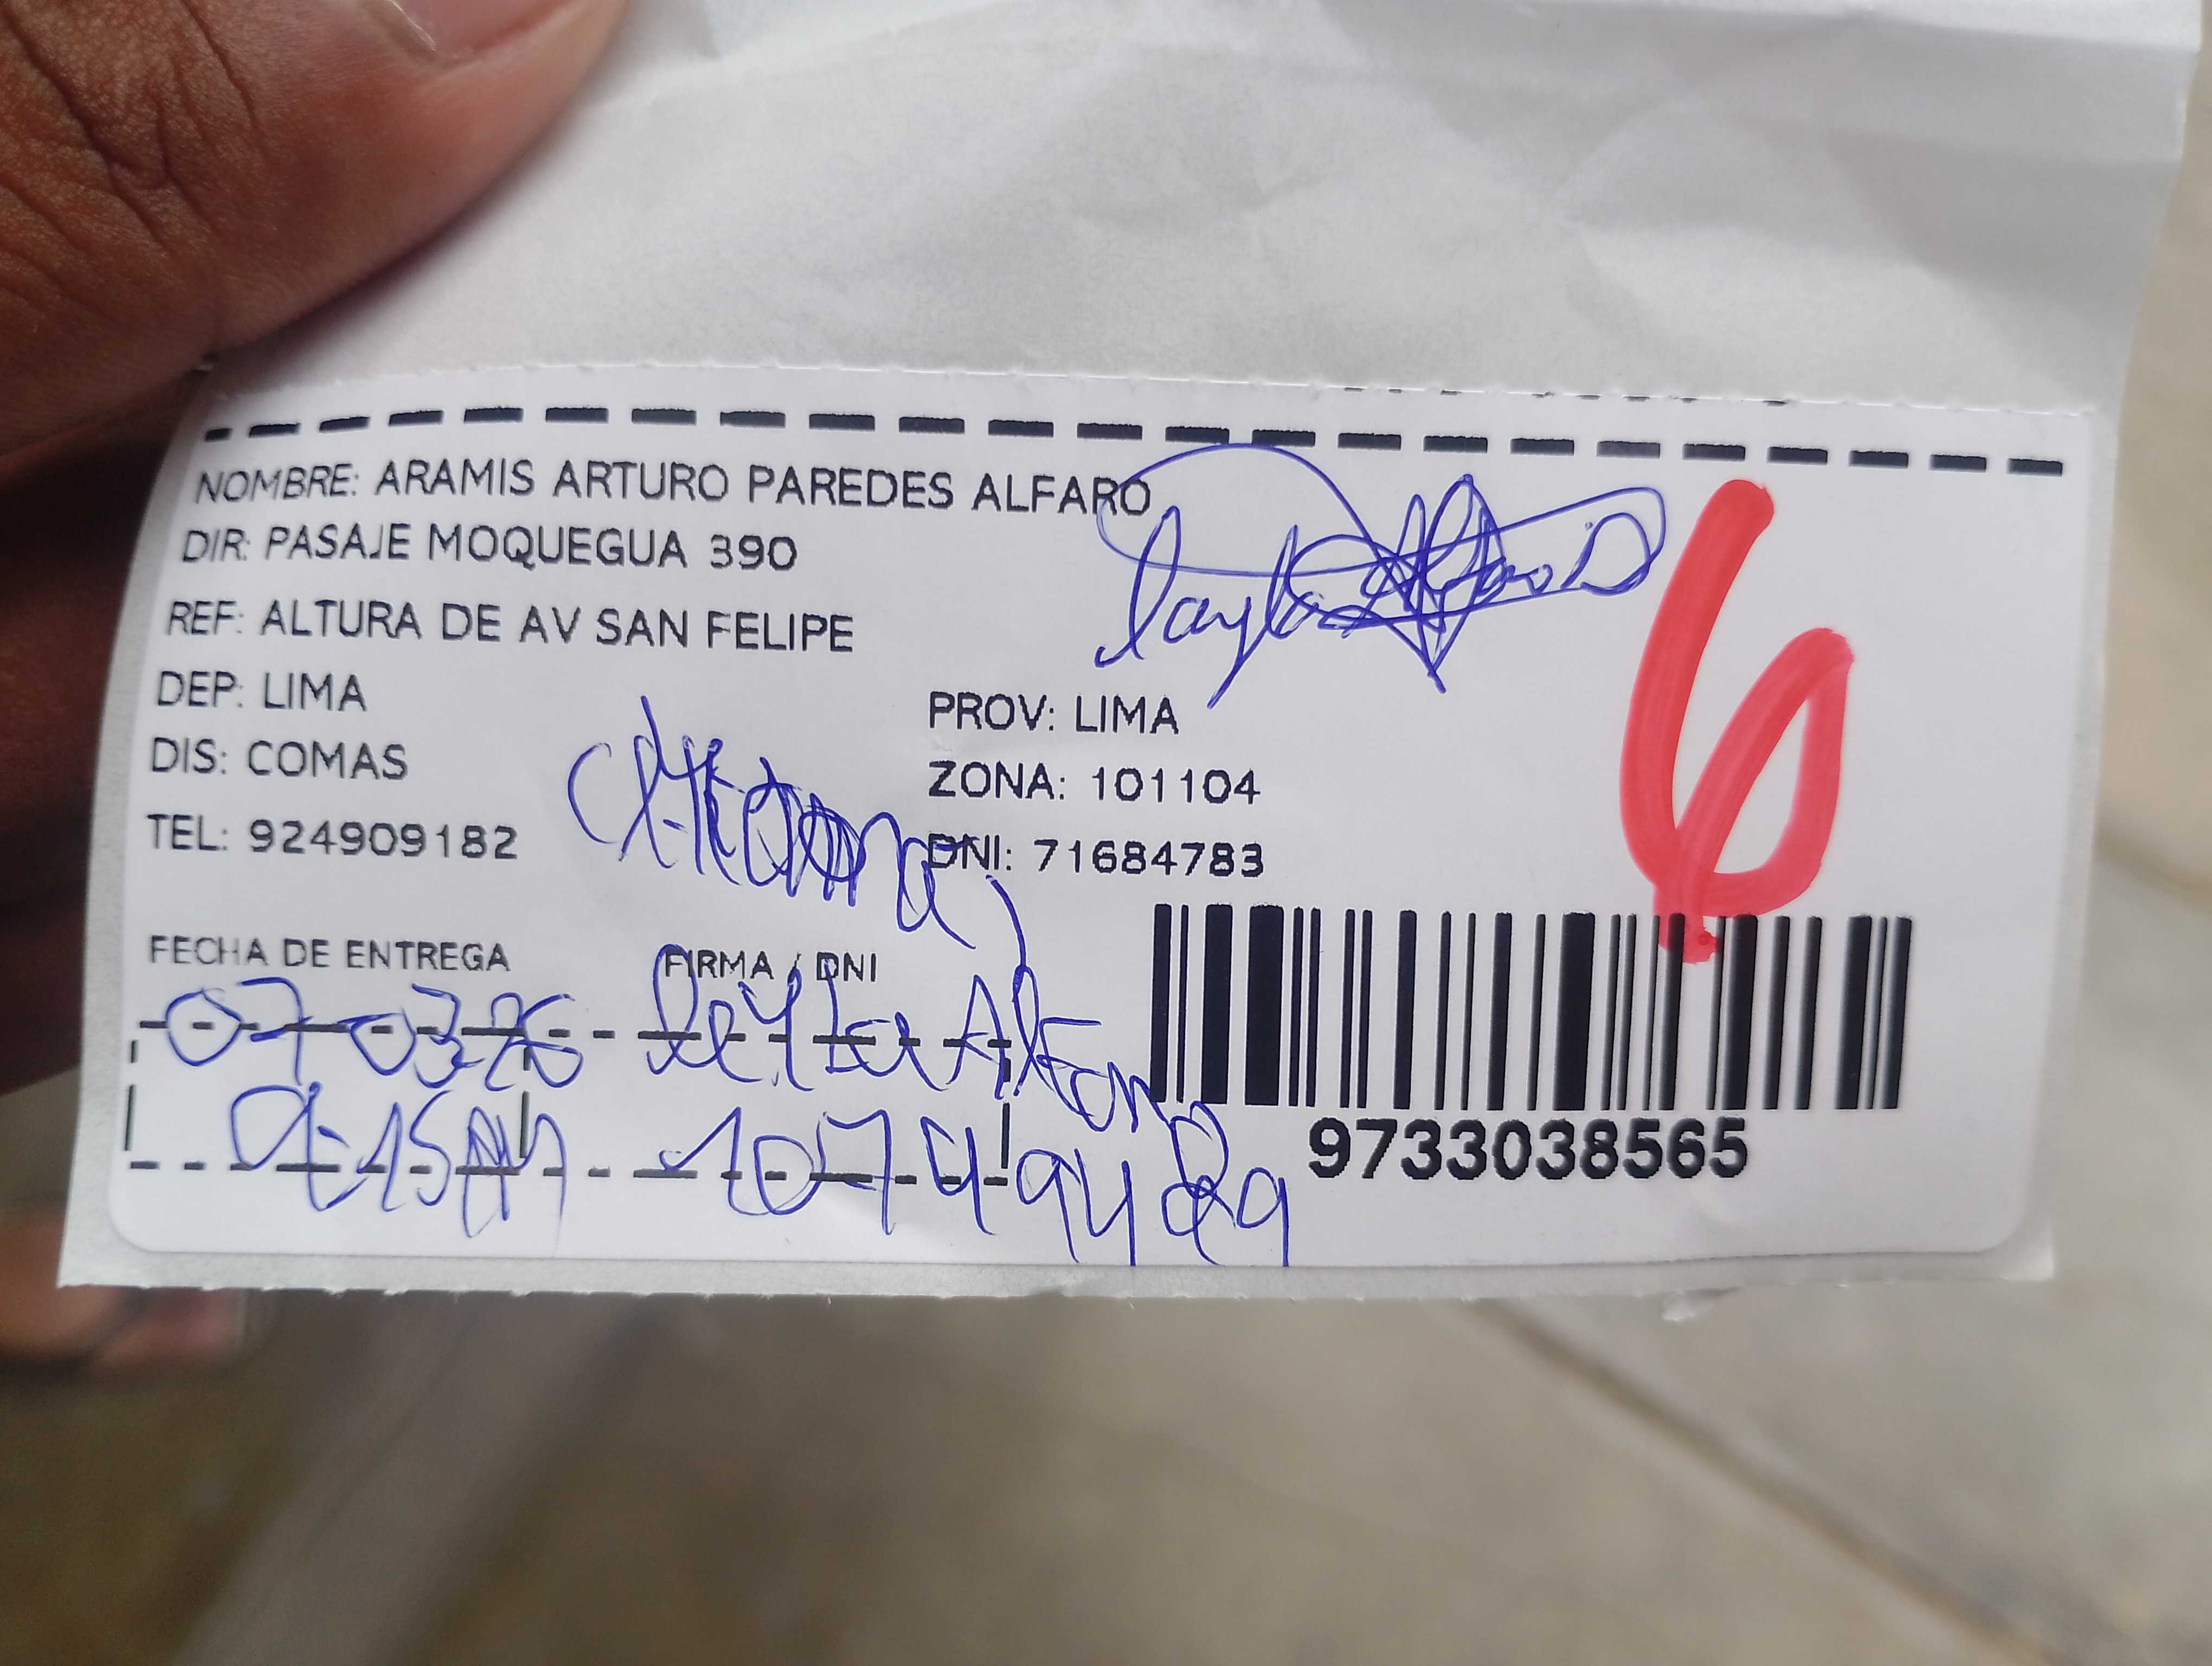 NOMBRE: ARAMIS ARTURO PAREDES ALFARO
DIR: PASAJE MOQUEGUA 390
REF: ALTURA DE AV SAN FELIPE
DEP: LIMA
PROV: LIMA
DIS: COMAS
ZONA: 101104
TEL: 924909182
DNI: 71684783
6
FECHA DE ENTREGA
FIRMA / DNI
07-03-26
9733038565